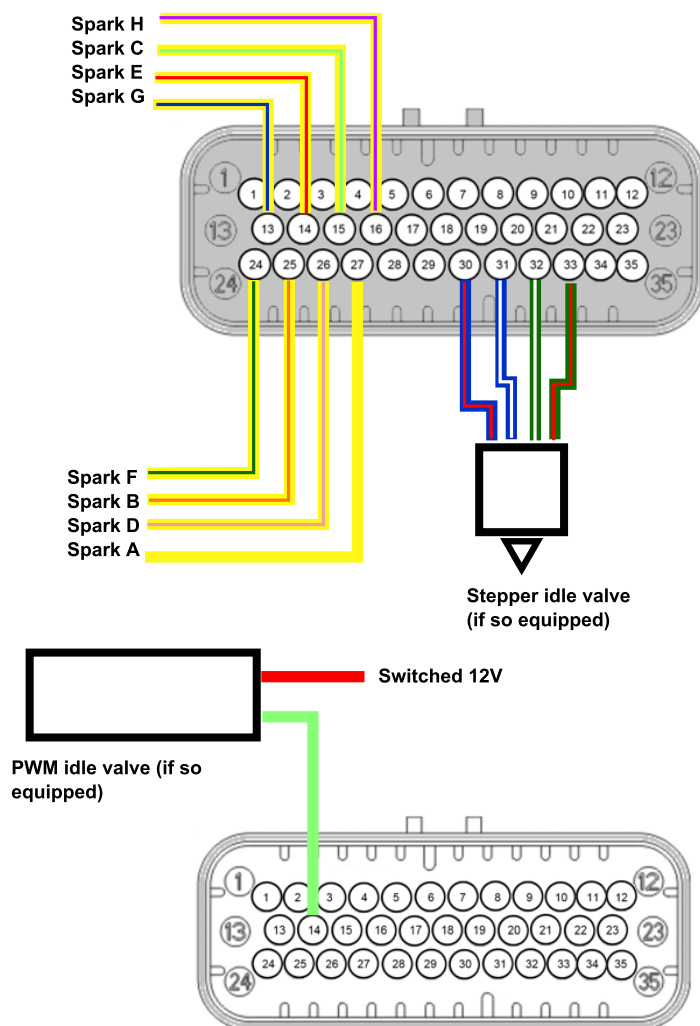 Spark H
Spark C
Spark E
Spark G
1 12
1 2 3 4 5 6 7 8 9 10 11 12
13 13 14 15 16 17 18 19 20 21 22 23 23
24 25 26 27 28 29 30 31 32 33 34 35
24 35
Spark F
Spark B
Spark D
Spark A
Stepper idle valve
(if so equipped)
Switched 12V
PWM idle valve (if so
equipped)
1 12
1 2 3 4 5 6 7 8 9 10 11 12
13 13 14 15 16 17 18 19 20 21 22 23 23
24 25 26 27 28 29 30 31 32 33 34 35
24 35